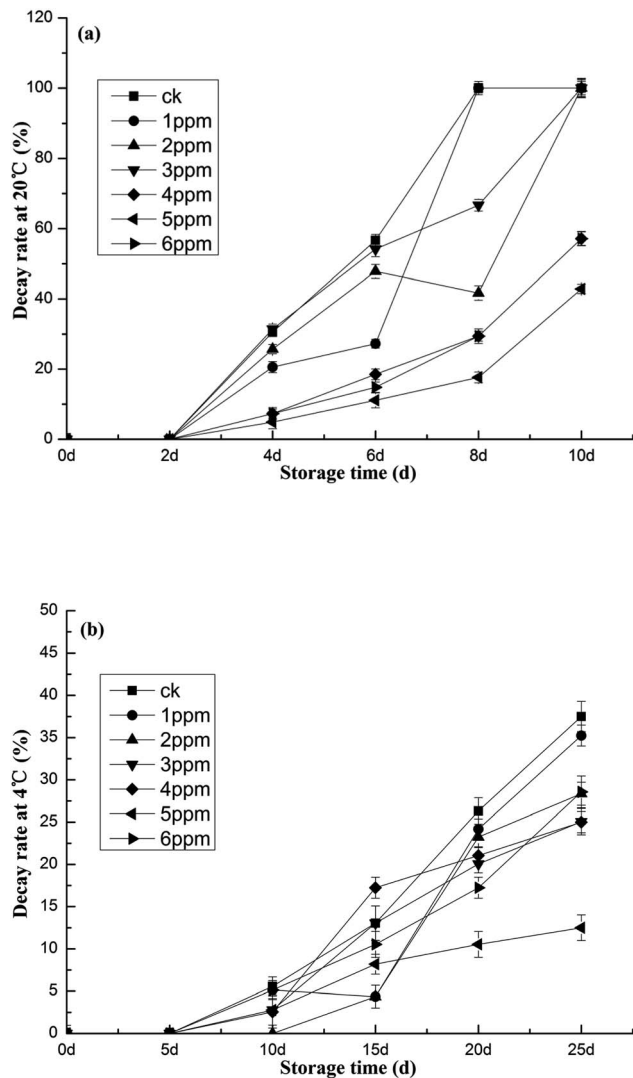 (a)
120
100
80
60
40
20
0
Decay rate at 20℃ (%)
ck
1ppm
2ppm
3ppm
4ppm
5ppm
6ppm
0d 2d 4d 6d 8d 10d
Storage time (d)
(b)
50
45
40
35
30
25
20
15
10
5
0
Decay rate at 4℃ (%)
ck
1ppm
2ppm
3ppm
4ppm
5ppm
6ppm
0d 5d 10d 15d 20d 25d
Storage time (d)